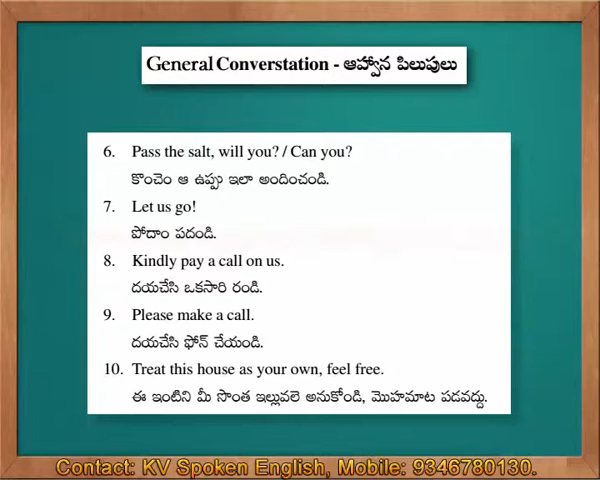 General Converstation - ఆహ్వాన పిలుపులు
6. Pass the salt, will you? / Can you?
కొంచెం ఆ ఉప్పు ఇలా అందించండి.
7. Let us go!
పోదాం పదండి.
8. Kindly pay a call on us.
దయచేసి ఒకసారి రండి.
9. Please make a call.
దయచేసి ఫోన్ చేయండి.
10. Treat this house as your own, feel free.
ఈ ఇంటిని మీ సొంత ఇల్లువలె అనుకోండి, మొహమాట పడవద్దు.
Contact: KV Spoken English, Mobile: 9346780130.